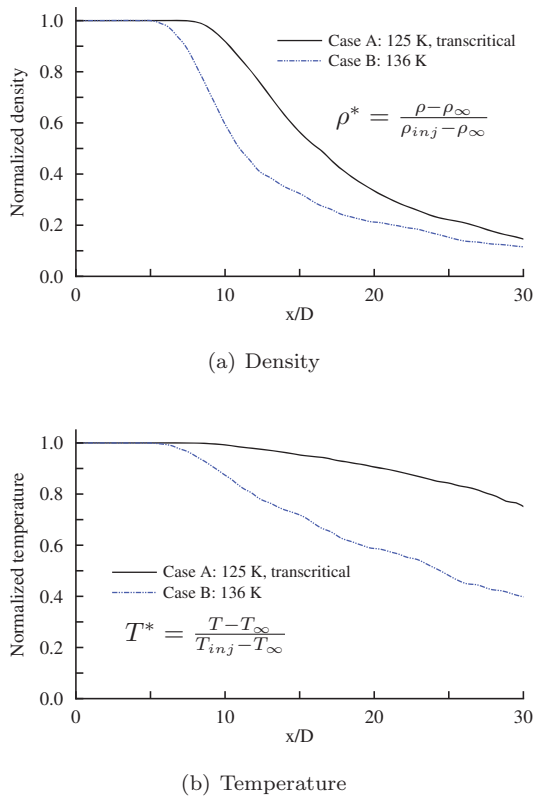 1.0
0.8
0.6
0.4
0.2
0.0
Normalized density
Case A: 125 K, transcritical
Case B: 136 K
ρ* = (ρ−ρ∞)/(ρinj−ρ∞)
0 10 20 30
x/D
(a) Density
1.0
0.8
0.6
0.4
0.2
0.0
Normalized temperature
Case A: 125 K, transcritical
Case B: 136 K
T* = (T−T∞)/(Tinj−T∞)
0 10 20 30
x/D
(b) Temperature